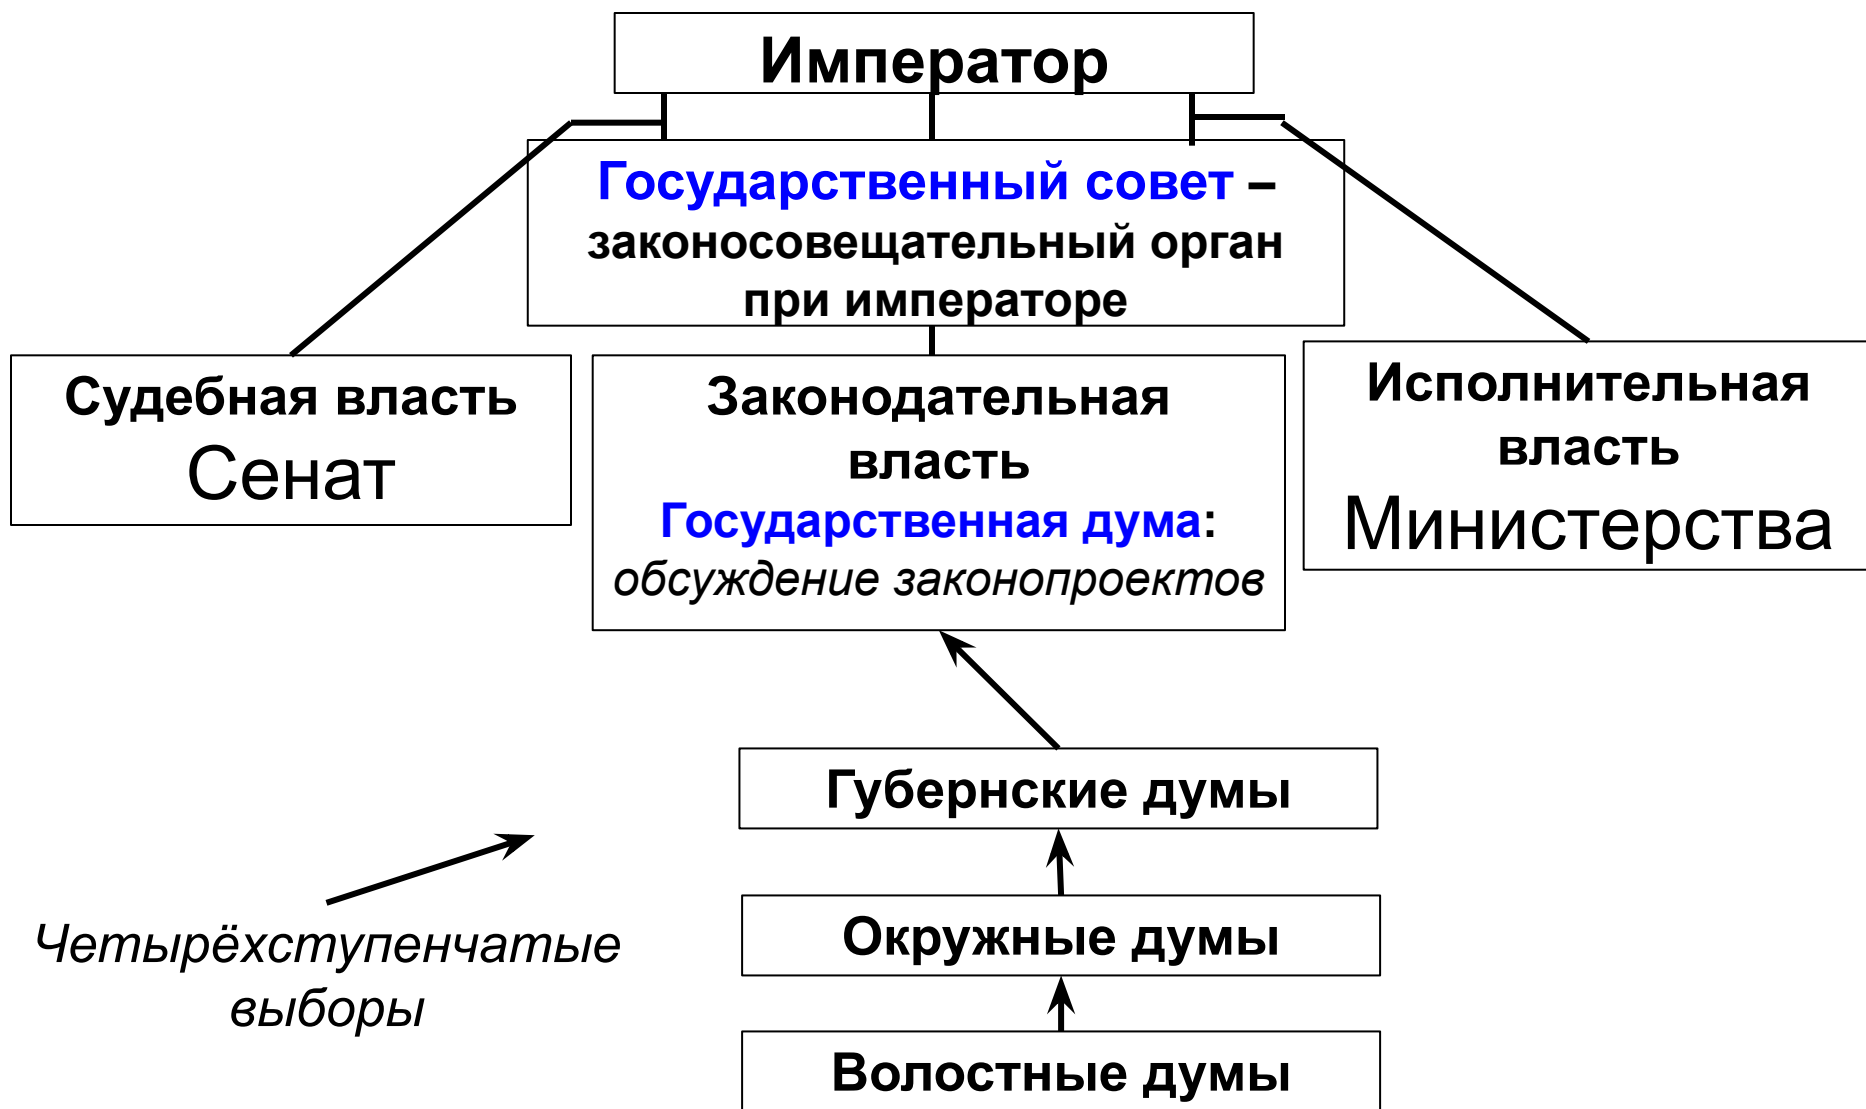 Император
Государственный совет –
законосовещательный орган
при императоре
Судебная власть
Сенат
Законодательная
власть
Государственная дума:
обсуждение законопроектов
Исполнительная
власть
Министерства
Губернские думы
Четырёхступенчатые
выборы
Окружные думы
Волостные думы